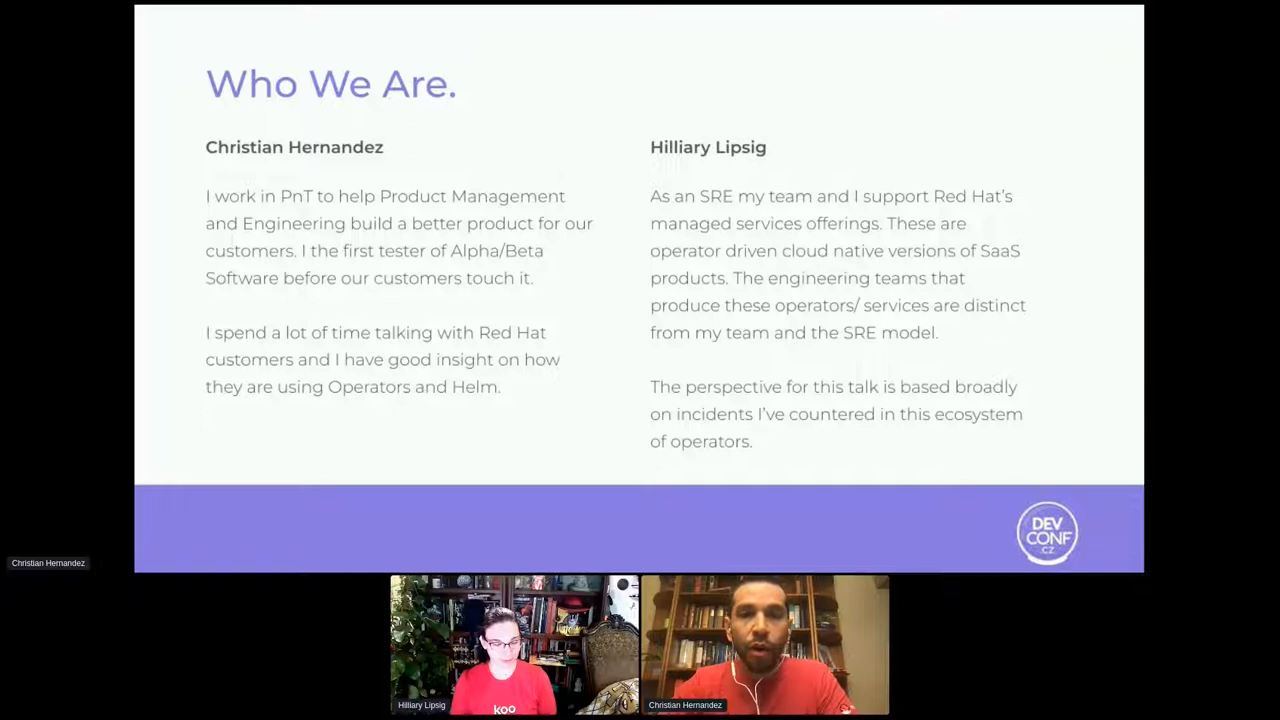 Who We Are.
Christian Hernandez
I work in PnT to help Product Management
and Engineering build a better product for our
customers. I the first tester of Alpha/Beta
Software before our customers touch it.
I spend a lot of time talking with Red Hat
customers and I have good insight on how
they are using Operators and Helm.
Hilliary Lipsig
As an SRE my team and I support Red Hat’s
managed services offerings. These are
operator driven cloud native versions of SaaS
products. The engineering teams that
produce these operators/ services are distinct
from my team and the SRE model.
The perspective for this talk is based broadly
on incidents I’ve countered in this ecosystem
of operators.
DEV
CONF
.CZ
Christian Hernandez
koo
Hilliary Lipsig
Christian Hernandez